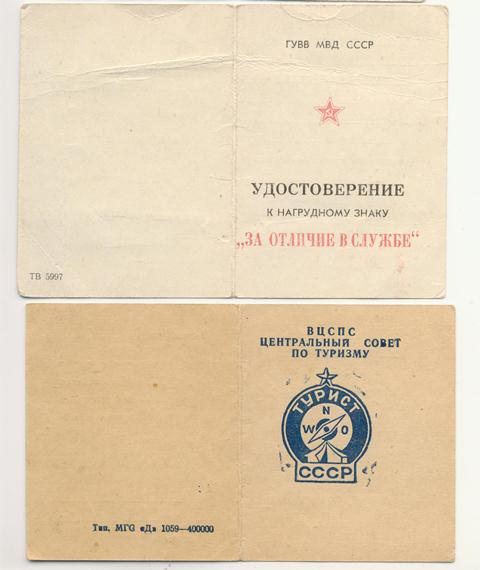 ГУВВ МВД СССР
УДОСТОВЕРЕНИЕ
К НАГРУДНОМУ ЗНАКУ
„ЗА ОТЛИЧИЕ В СЛУЖБЕ“
ТВ 5997
ВЦСПС
ЦЕНТРАЛЬНЫЙ СОВЕТ
ПО ТУРИЗМУ
ТУРИСТ
N
W O
СССР
Тип. МГС «Д» 1059—400000